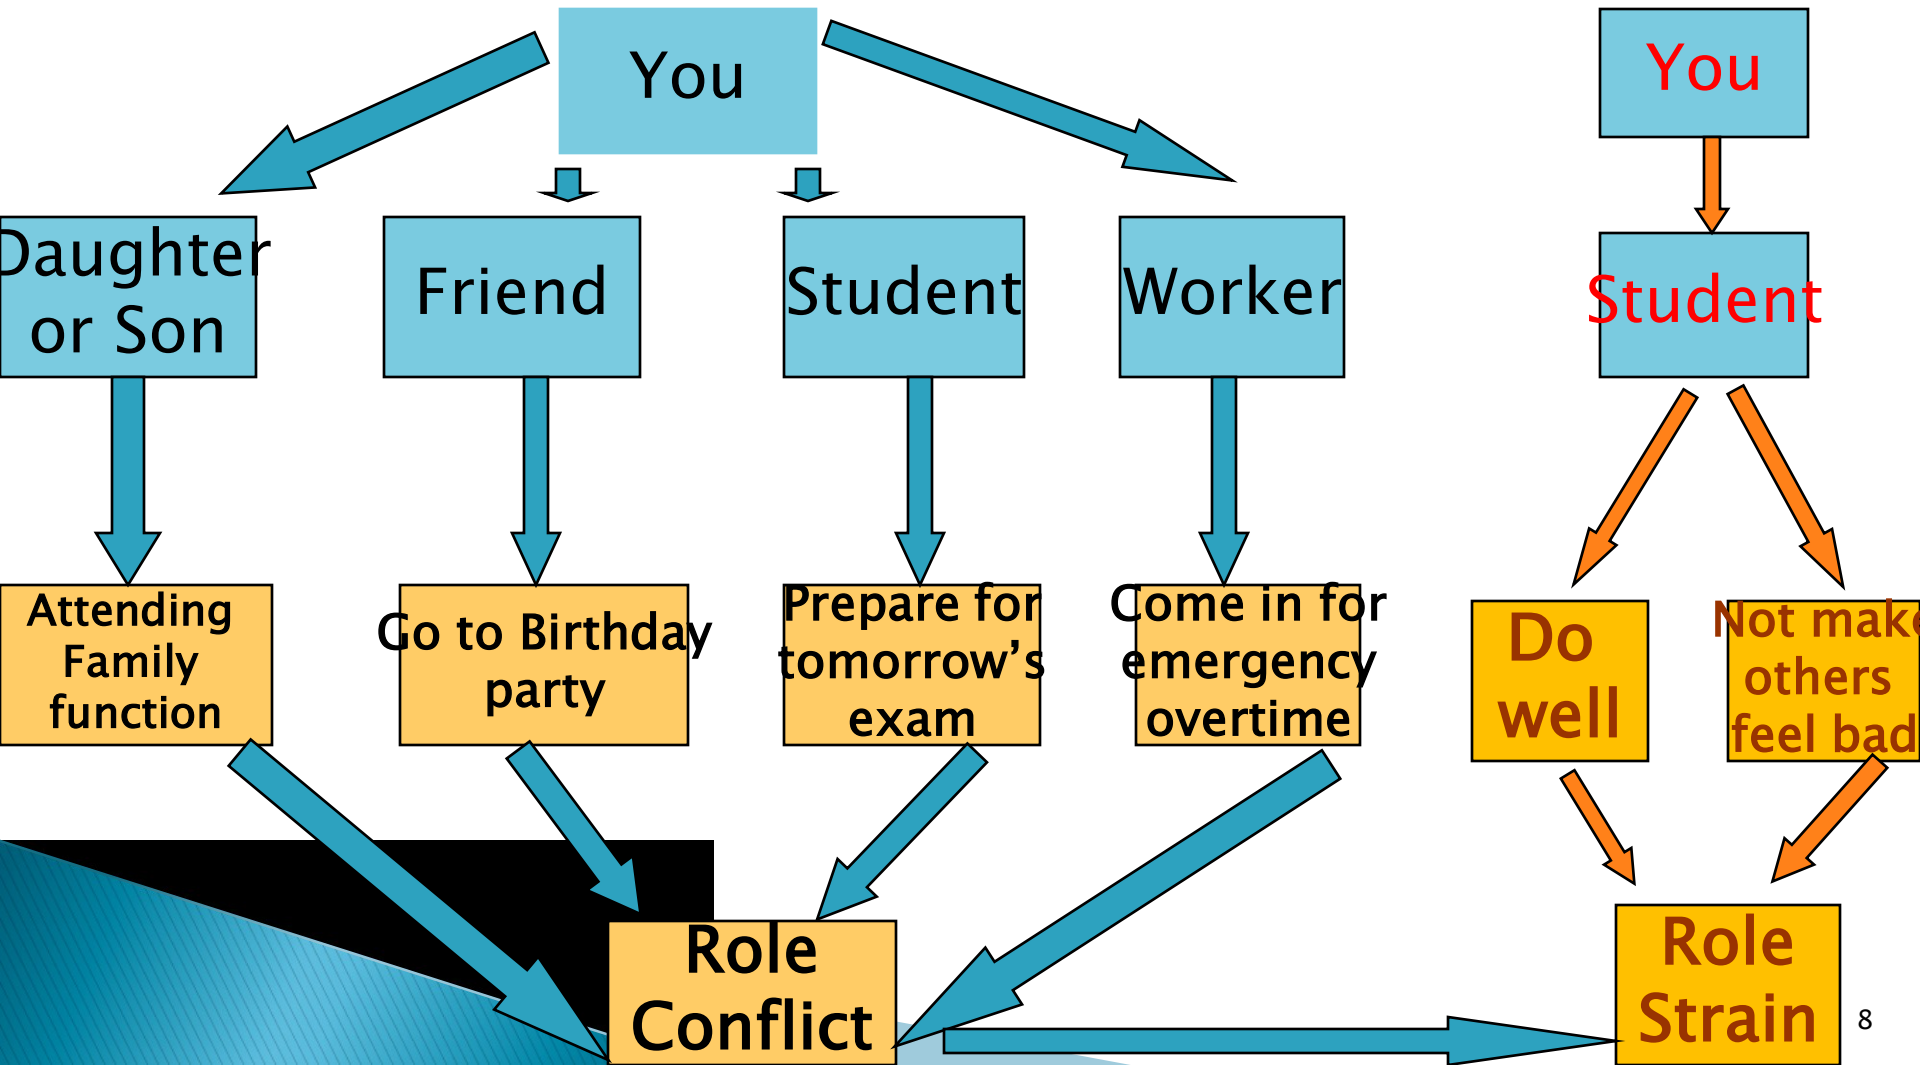 You
Daughter
or Son
Friend
Student
Worker
Attending
Family
function
Go to Birthday
party
Prepare for
tomorrow’s
exam
Come in for
emergency
overtime
Role
Conflict
You
Student
Do
well
Not make
others
feel bad
Role
Strain
8